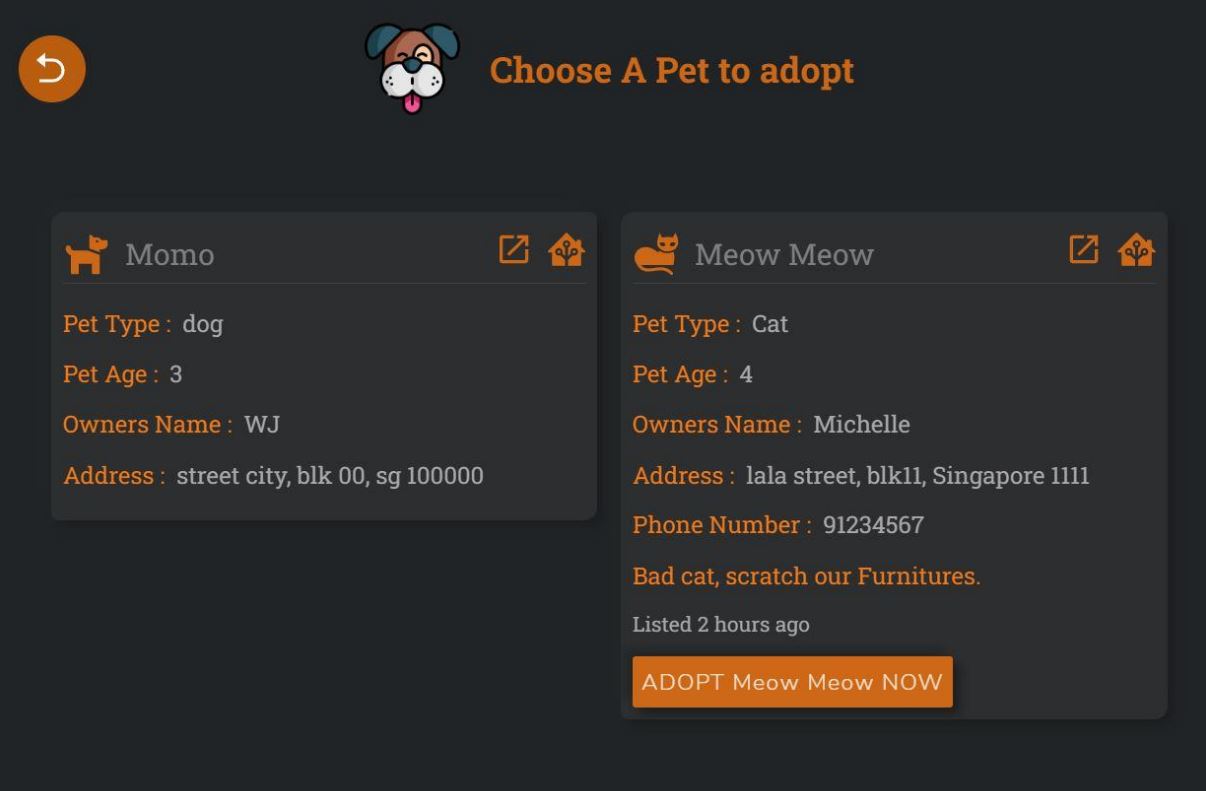 Choose A Pet to adopt
Momo
Pet Type : dog
Pet Age : 3
Owners Name : WJ
Address : street city, blk 00, sg 100000
Meow Meow
Pet Type : Cat
Pet Age : 4
Owners Name : Michelle
Address : lala street, blk11, Singapore 1111
Phone Number : 91234567
Bad cat, scratch our Furnitures.
Listed 2 hours ago
ADOPT Meow Meow NOW